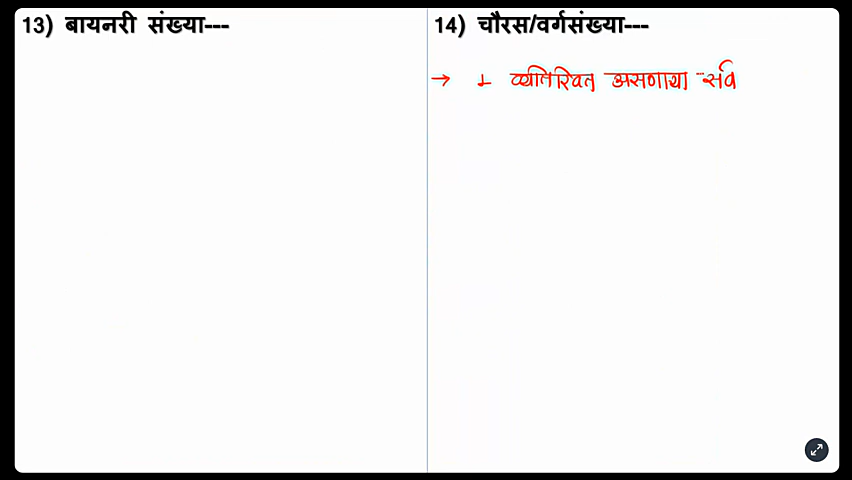 13) बायनरी संख्या---
14) चौरस/वर्गसंख्या---
→ 1 व्यतिरिक्त असणाऱ्या सर्व